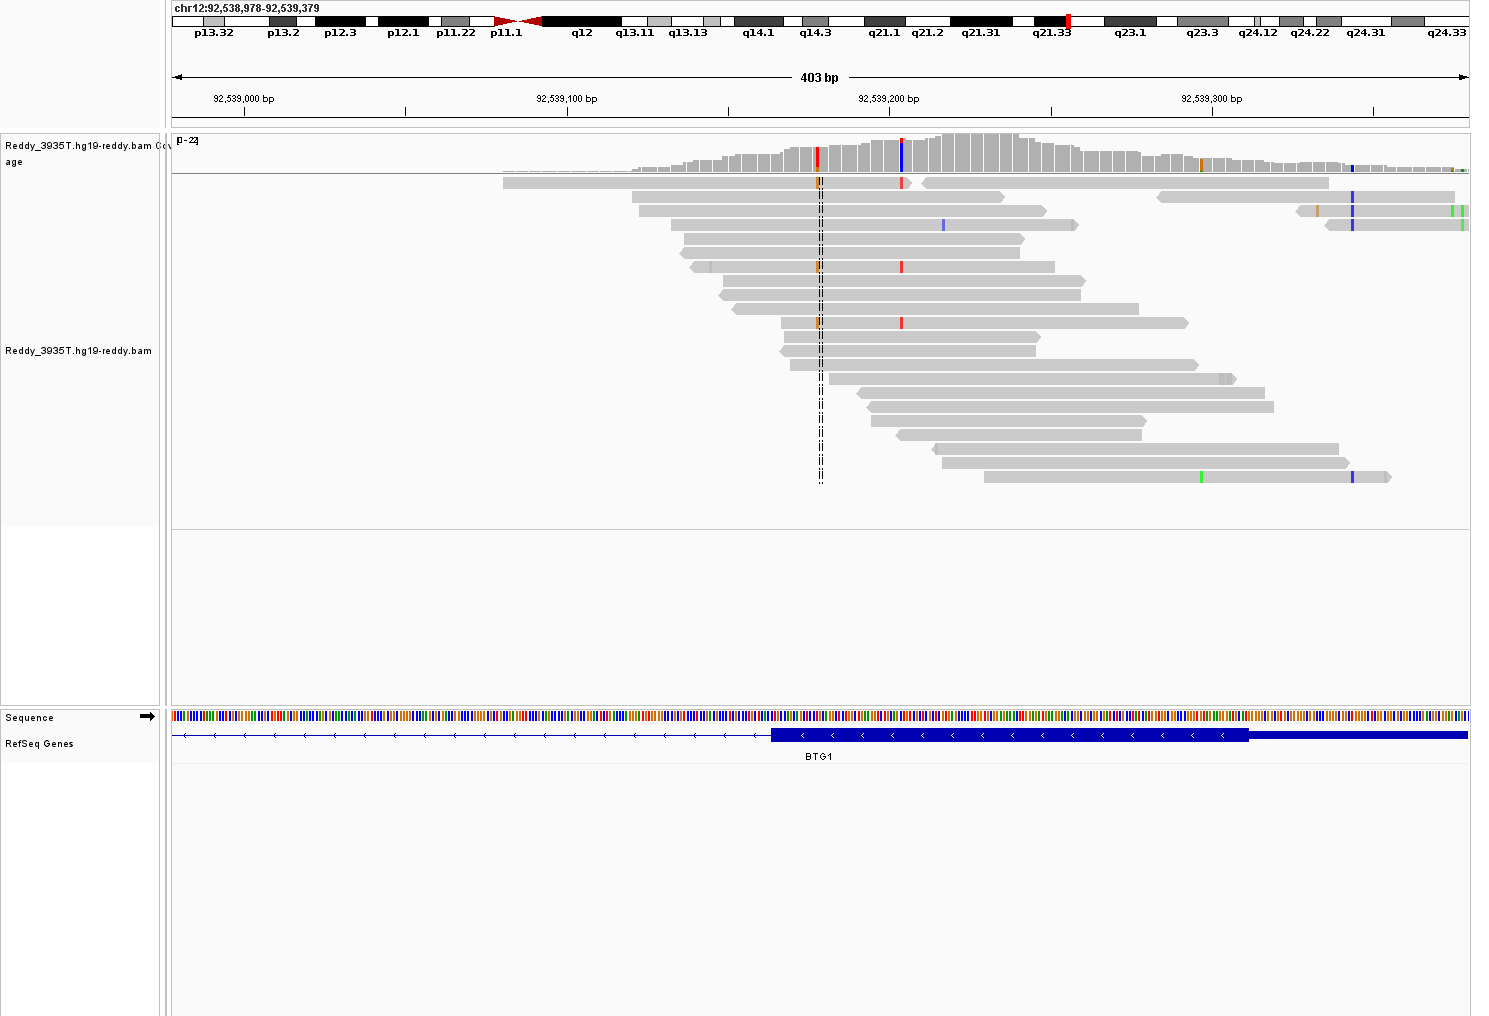 chr12:92,538,978-92,539,379
p13.32 p13.2 p12.3 p12.1 p11.22 p11.1 q12 q13.11 q13.13 q14.1 q14.3 q21.1 q21.2 q21.31 q21.33 q23.1 q23.3 q24.12 q24.22 q24.31 q24.33
403 bp
92,539,000 bp 92,539,100 bp 92,539,200 bp 92,539,300 bp
Reddy_3935T.hg19-reddy.bam Cov
age
[0-22]
Reddy_3935T.hg19-reddy.bam
Sequence
RefSeq Genes
BTG1